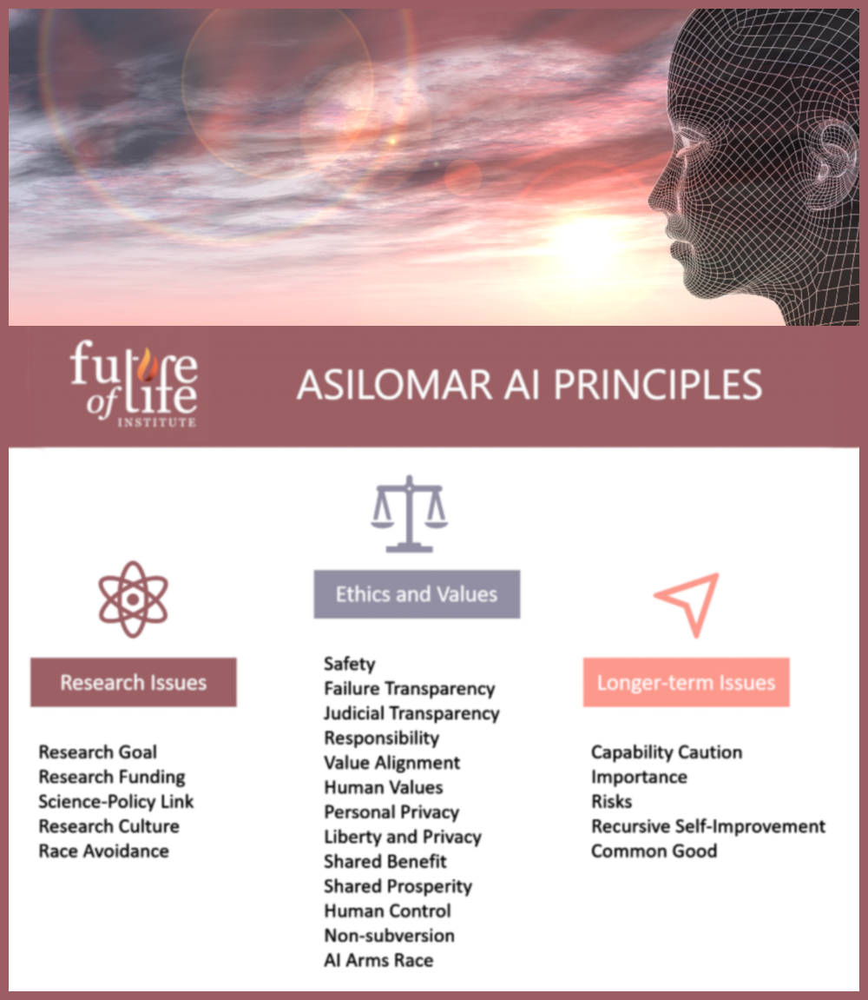 future
of life
INSTITUTE
ASILOMAR AI PRINCIPLES
Research Issues
Research Goal
Research Funding
Science-Policy Link
Research Culture
Race Avoidance
Ethics and Values
Safety
Failure Transparency
Judicial Transparency
Responsibility
Value Alignment
Human Values
Personal Privacy
Liberty and Privacy
Shared Benefit
Shared Prosperity
Human Control
Non-subversion
AI Arms Race
Longer-term Issues
Capability Caution
Importance
Risks
Recursive Self-Improvement
Common Good